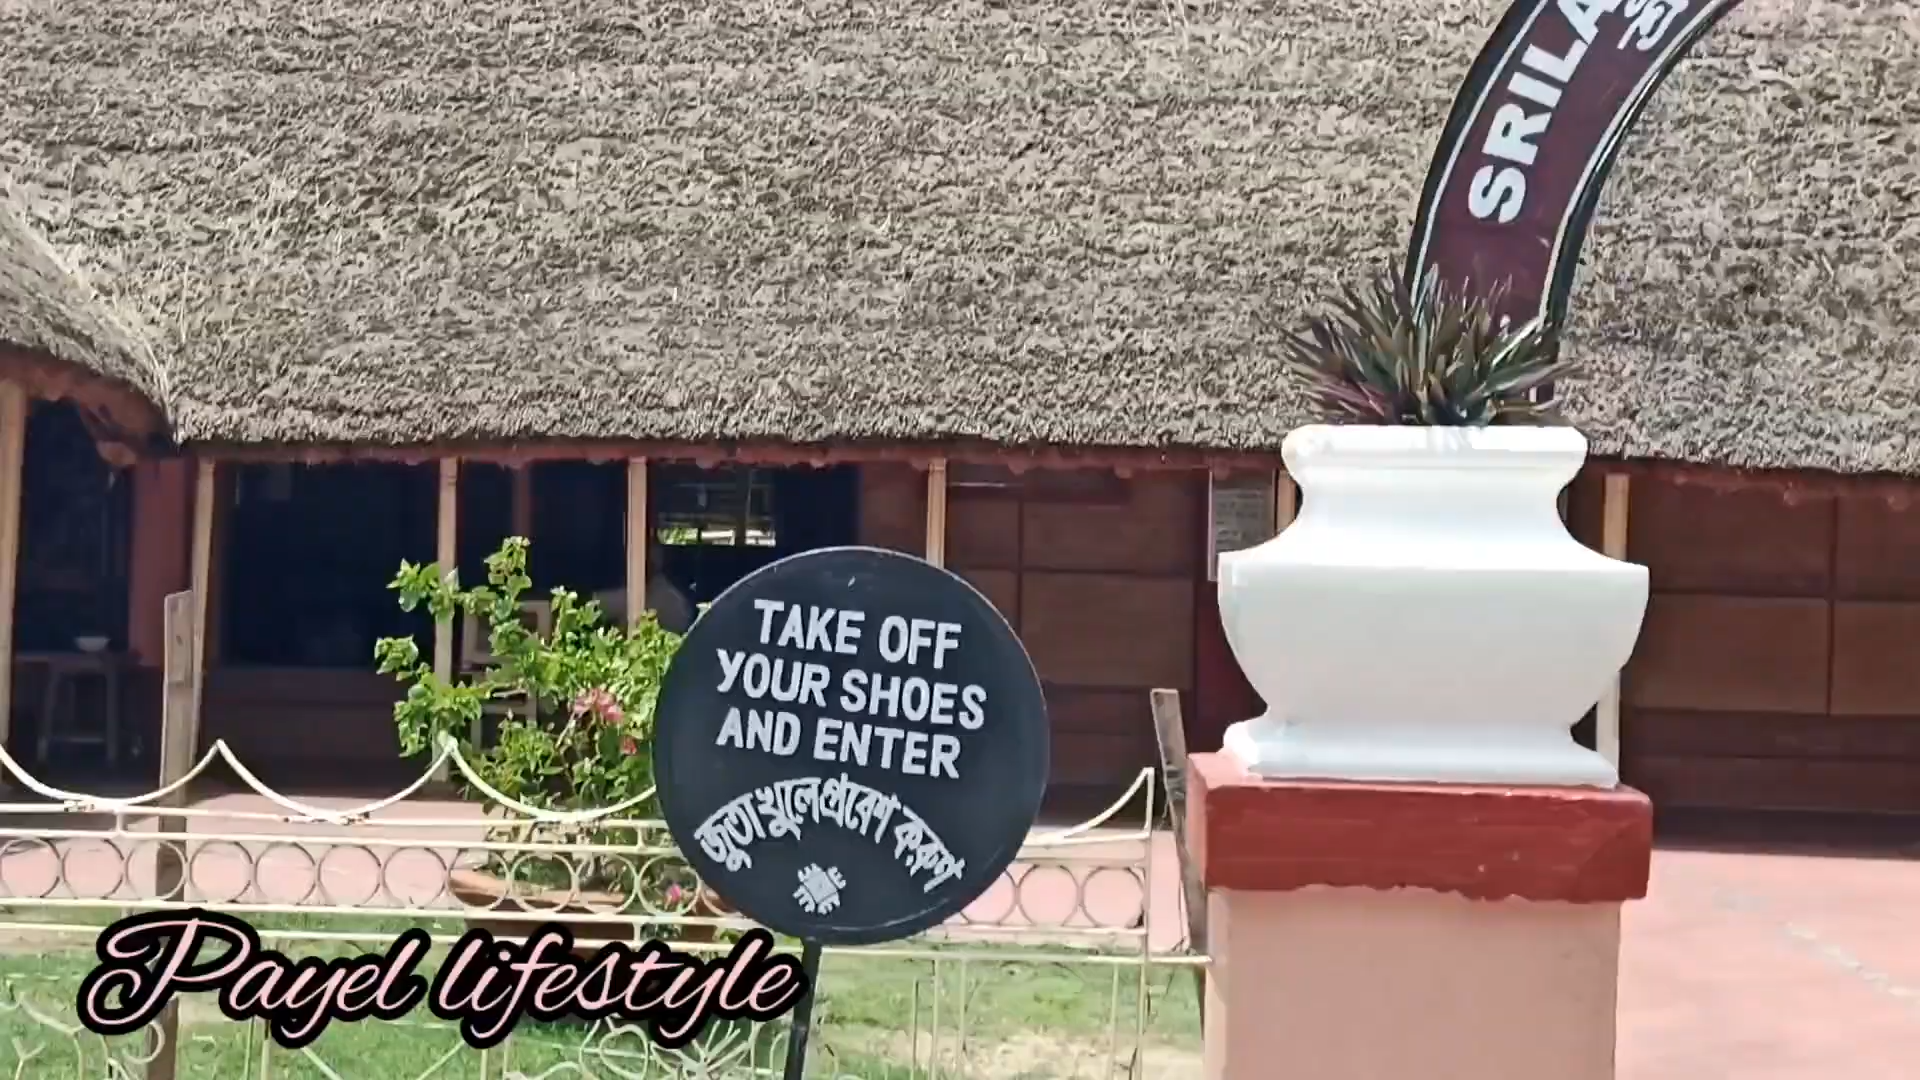 SRILA
TAKE OFF
YOUR SHOES
AND ENTER
জুতা খুলে প্রবেশ করুণ
Payel lifestyle